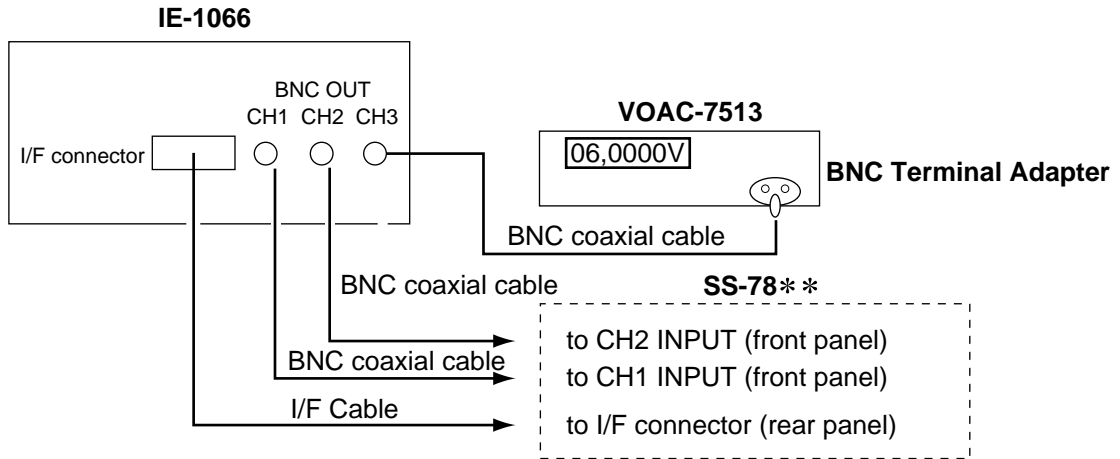 IE-1066
BNC OUT
CH1 CH2 CH3
I/F connector
VOAC-7513
06,0000V
BNC Terminal Adapter
BNC coaxial cable
BNC coaxial cable
SS-78＊＊
to CH2 INPUT (front panel)
BNC coaxial cable
to CH1 INPUT (front panel)
I/F Cable
to I/F connector (rear panel)